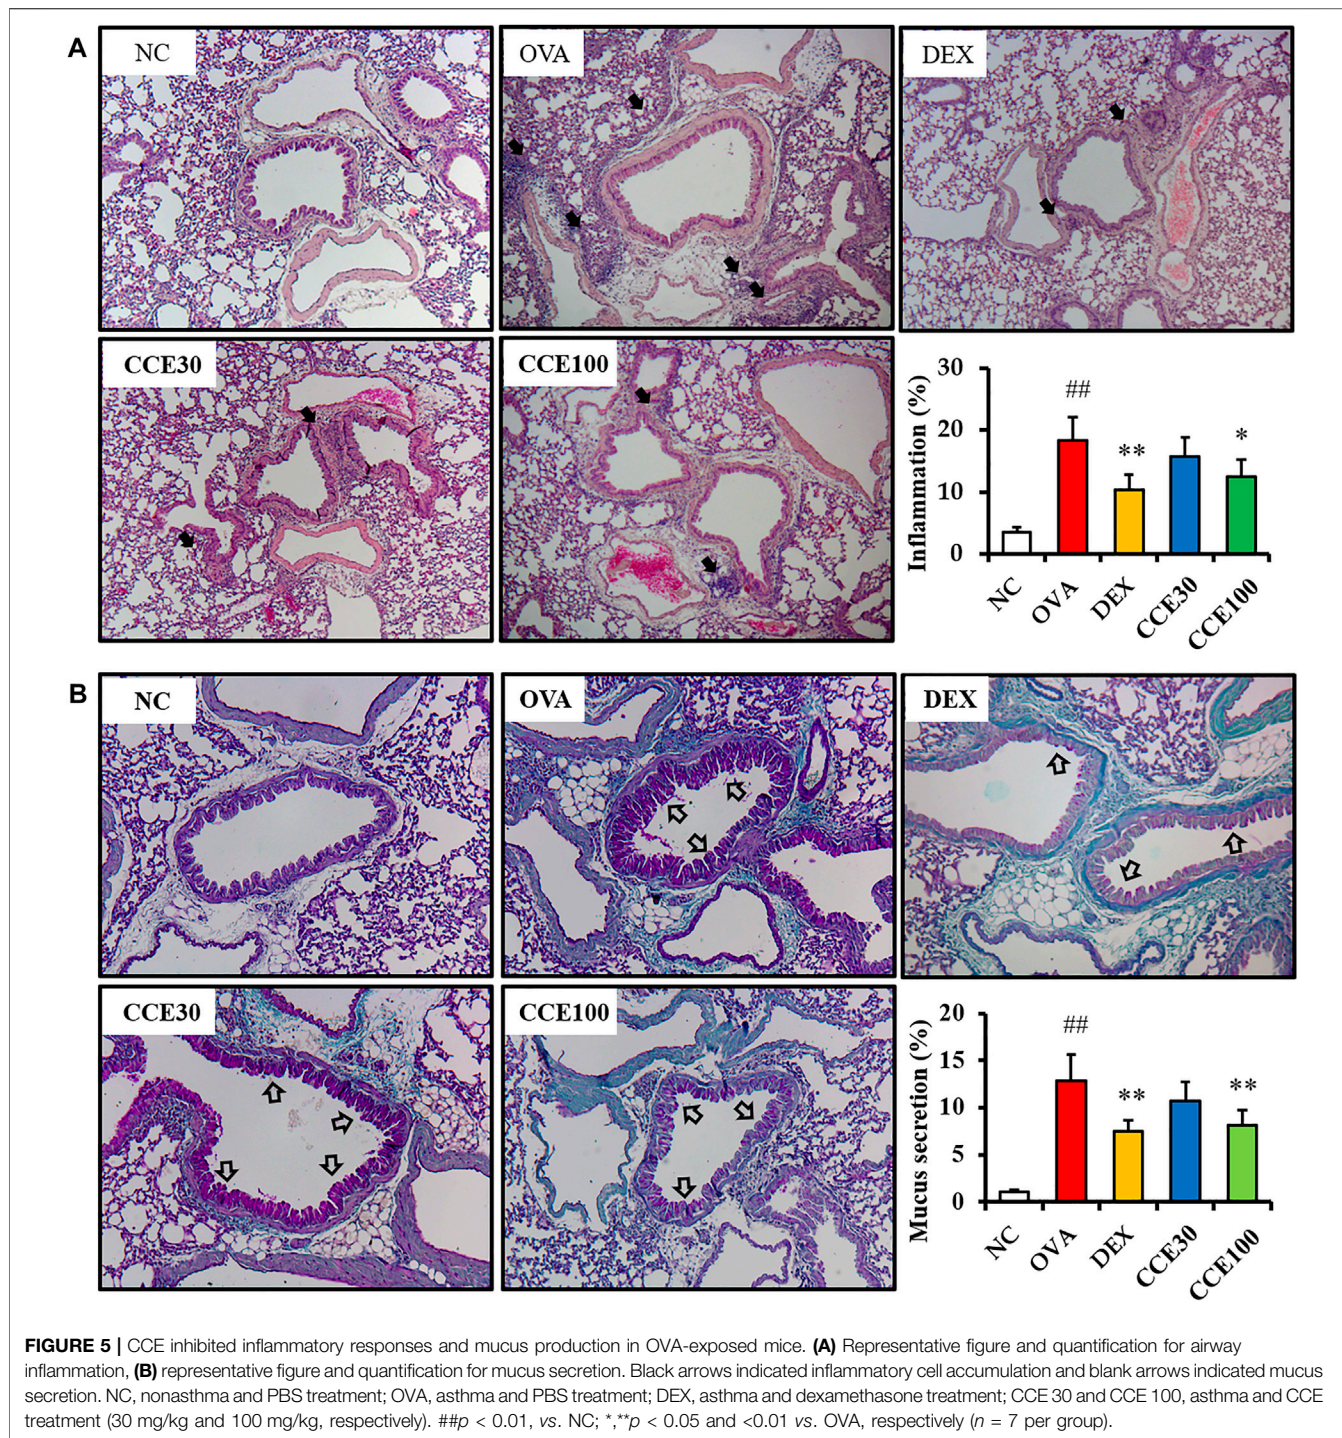 A
NC
OVA
DEX
CCE30
CCE100
Inflammation (%)
30
20
10
0
##
**
*
NC
OVA
DEX
CCE30
CCE100
B
NC
OVA
DEX
CCE30
CCE100
Mucus secretion (%)
20
15
10
5
0
##
**
**
NC
OVA
DEX
CCE30
CCE100
FIGURE 5 | CCE inhibited inflammatory responses and mucus production in OVA-exposed mice. (A) Representative figure and quantification for airway
inflammation, (B) representative figure and quantification for mucus secretion. Black arrows indicated inflammatory cell accumulation and blank arrows indicated mucus
secretion. NC, nonasthma and PBS treatment; OVA, asthma and PBS treatment; DEX, asthma and dexamethasone treatment; CCE 30 and CCE 100, asthma and CCE
treatment (30 mg/kg and 100 mg/kg, respectively). ##p < 0.01, vs. NC; *,**p < 0.05 and <0.01 vs. OVA, respectively (n = 7 per group).